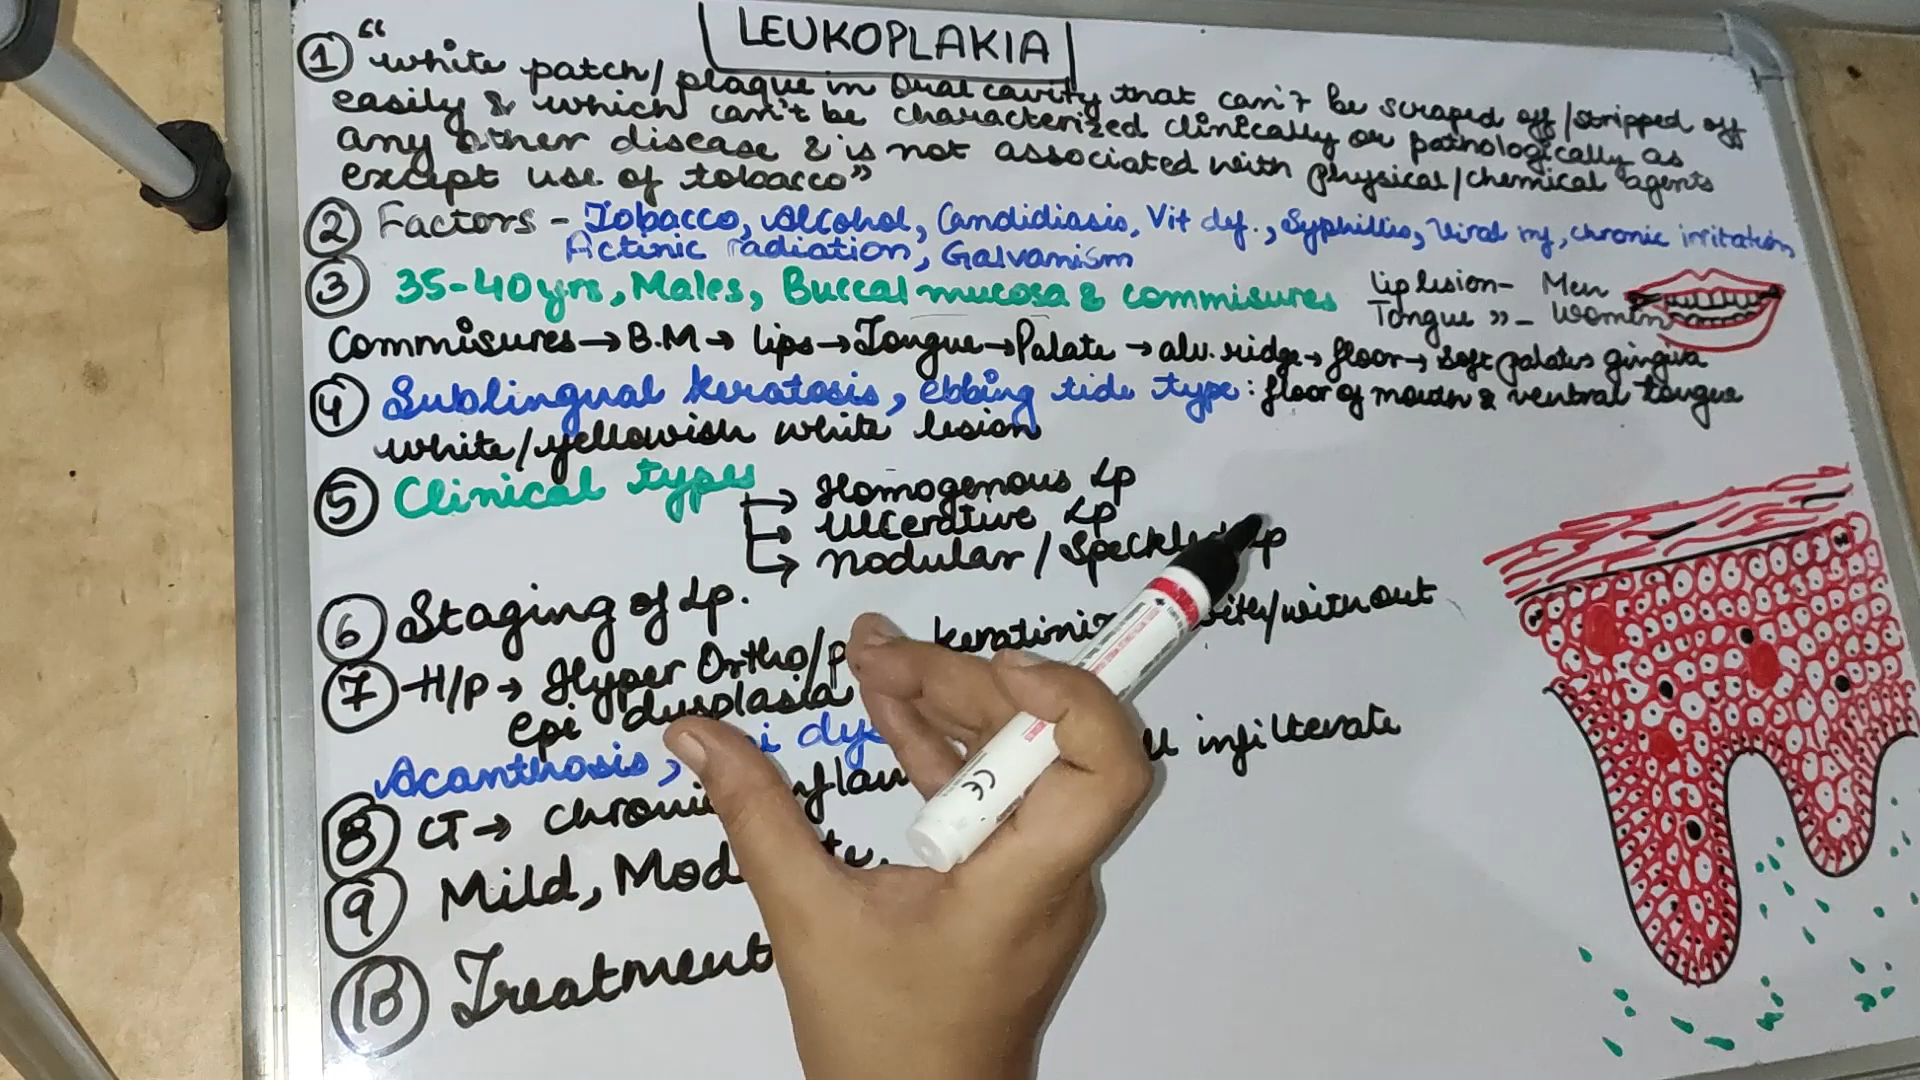 LEUKOPLAKIA
① "white patch/plaque in Oral cavity that can't be scraped off/stripped off
easily & which can't be characterized clinically or pathologically as
any other disease & is not associated with physical/chemical agents
except use of tobacco"
② Factors - Tobacco, Alcohol, Candidiasis, Vit def., Syphillis, Viral inf, chronic irritation
Actinic radiation, Galvanism
③ 35-40yrs, Males, Buccal mucosa & commisures
Lip lesion - Men
Tongue " - Women
Commisures → B.M → Lips → Tongue → Palate → alv. ridge → floor → Soft palate & gingiva
④ Sublingual keratosis, ebbing tide type: floor of mouth & ventral tongue
white/yellowish white lesion
⑤ Clinical types
→ Homogenous Lp
→ Ulcerative Lp
→ Nodular / Speckled Lp
⑥ Staging of Lp.
⑦ H/P → Hyper Ortho/ with/without
epi dysplasia
Acanthosis,
⑧ CT → chronic infilterate
⑨ Mild,
⑩ Treatment
CE